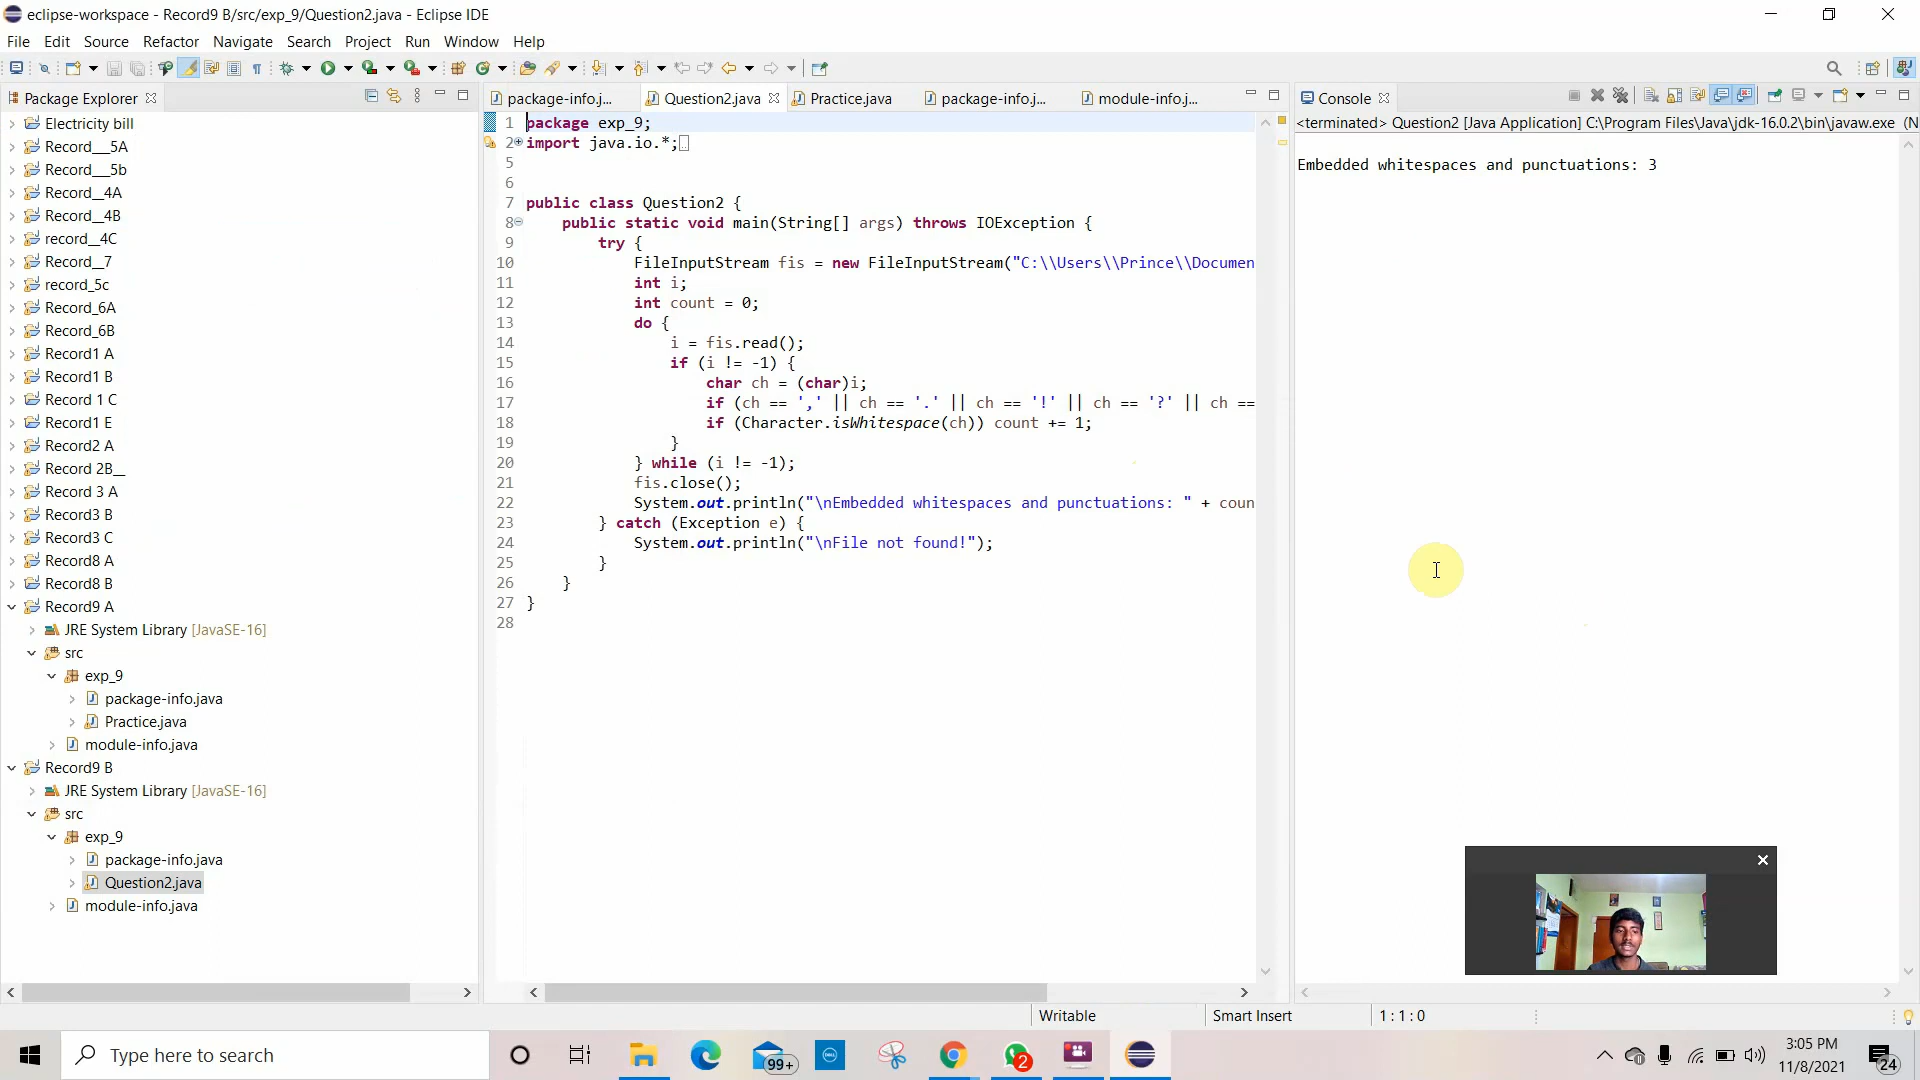 eclipse-workspace - Record9 B/src/exp_9/Question2.java - Eclipse IDE
File Edit Source Refactor Navigate Search Project Run Window Help
Package Explorer
Electricity bill
Record___5A
Record___5b
Record__4A
Record__4B
record__4C
Record__7
record_5c
Record_6A
Record_6B
Record1 A
Record1 B
Record 1 C
Record1 E
Record2 A
Record 2B__
Record 3 A
Record3 B
Record3 C
Record8 A
Record8 B
Record9 A
JRE System Library [JavaSE-16]
src
exp_9
package-info.java
Practice.java
module-info.java
Record9 B
JRE System Library [JavaSE-16]
src
exp_9
package-info.java
Question2.java
module-info.java
package-info.j... Question2.java Practice.java package-info.j... module-info.j...
1 package exp_9;
2 import java.io.*;
5
6
7 public class Question2 {
8 public static void main(String[] args) throws IOException {
9 try {
10 FileInputStream fis = new FileInputStream("C:\\Users\\Prince\\Documen
11 int i;
12 int count = 0;
13 do {
14 i = fis.read();
15 if (i != -1) {
16 char ch = (char)i;
17 if (ch == ',' || ch == '.' || ch == '!' || ch == '?' || ch ==
18 if (Character.isWhitespace(ch)) count += 1;
19 }
20 } while (i != -1);
21 fis.close();
22 System.out.println("\nEmbedded whitespaces and punctuations: " + coun
23 } catch (Exception e) {
24 System.out.println("\nFile not found!");
25 }
26 }
27 }
28
Console
<terminated> Question2 [Java Application] C:\Program Files\Java\jdk-16.0.2\bin\javaw.exe (N
Embedded whitespaces and punctuations: 3
Writable Smart Insert 1 : 1 : 0
Type here to search
99+
DELL
2
3:05 PM
11/8/2021
24